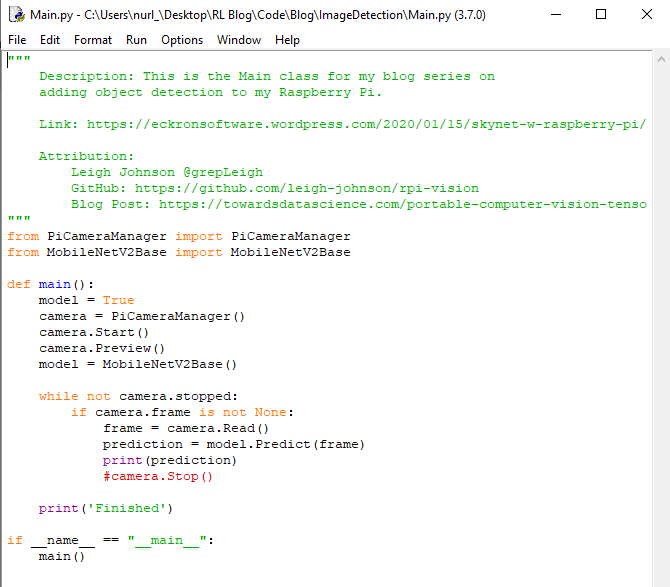 Main.py - C:\Users\nurl_\Desktop\RL Blog\Code\Blog\ImageDetection\Main.py (3.7.0)
File Edit Format Run Options Window Help
"""
    Description: This is the Main class for my blog series on
    adding object detection to my Raspberry Pi.

    Link: https://eckronsoftware.wordpress.com/2020/01/15/skynet-w-raspberry-pi/

    Attribution:
        Leigh Johnson @grepLeigh
        GitHub: https://github.com/leigh-johnson/rpi-vision
        Blog Post: https://towardsdatascience.com/portable-computer-vision-tenso
"""
from PiCameraManager import PiCameraManager
from MobileNetV2Base import MobileNetV2Base

def main():
    model = True
    camera = PiCameraManager()
    camera.Start()
    camera.Preview()
    model = MobileNetV2Base()

    while not camera.stopped:
        if camera.frame is not None:
            frame = camera.Read()
            prediction = model.Predict(frame)
            print(prediction)
            #camera.Stop()

    print('Finished')

if __name__ == "__main__":
    main()